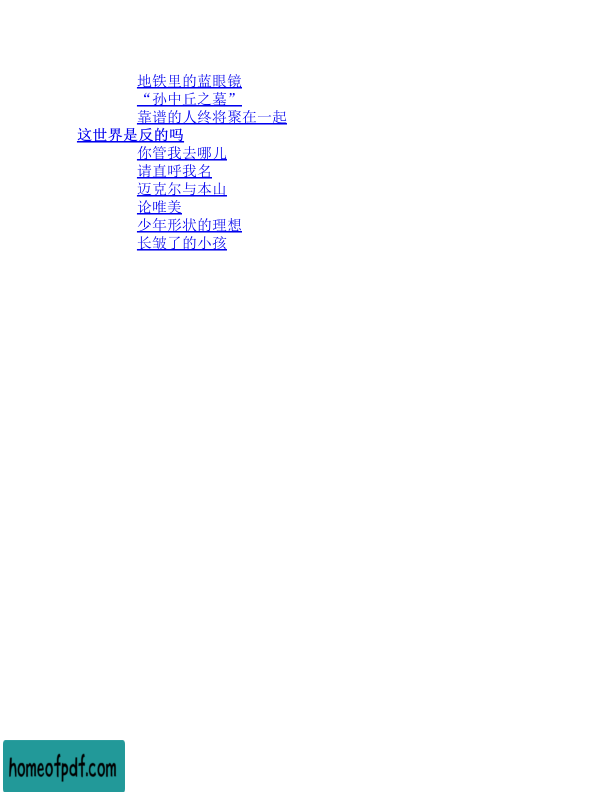 地铁里的蓝眼镜
“孙中丘之墓”
靠谱的人终将聚在一起
这世界是反的吗
你管我去哪儿
请直呼我名
迈克尔与本山
论唯美
少年形状的理想
长皱了的小孩
homeofpdf.com